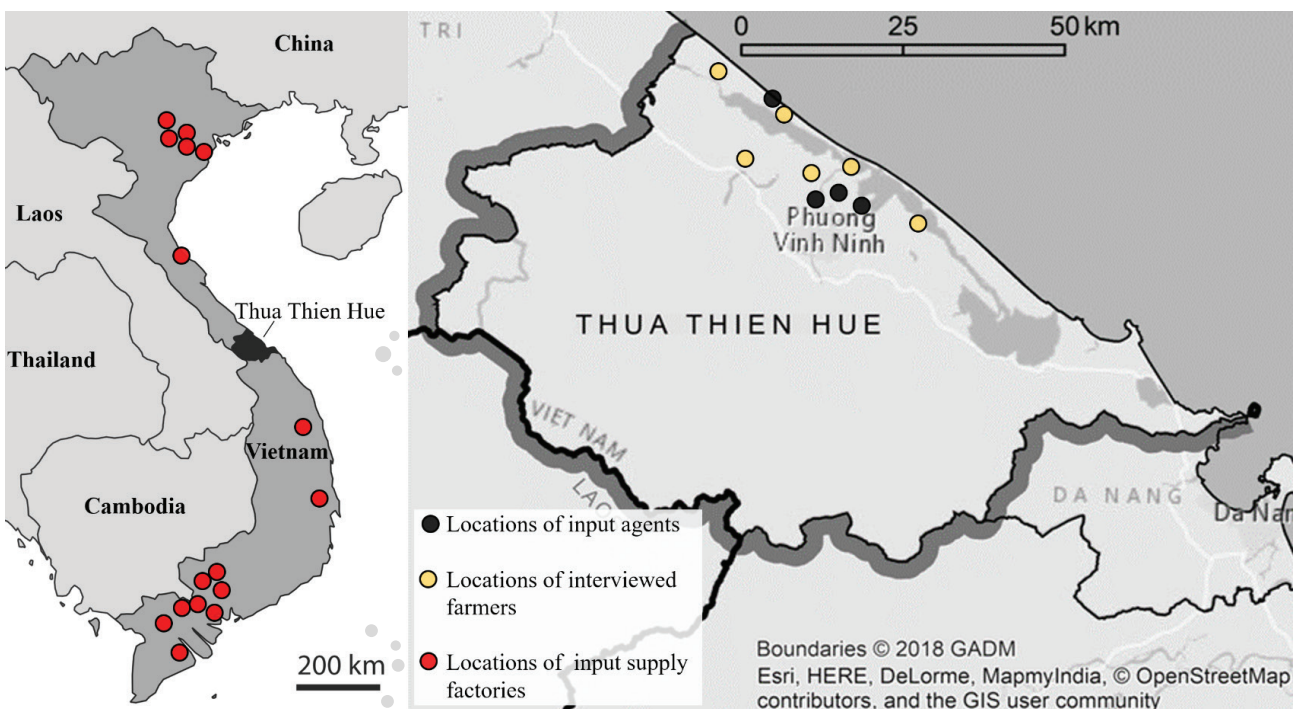 China
Laos
Thua Thien Hue
Thailand
Vietnam
Cambodia
200 km
TRI
0 25 50 km
Phuong
Vinh Ninh
THUA THIEN HUE
VIET NAM
LAO
DA NANG
Da Nan
Locations of input agents
Locations of interviewed
farmers
Locations of input supply
factories
Boundaries © 2018 GADM
Esri, HERE, DeLorme, MapmyIndia, © OpenStreetMap
contributors, and the GIS user community